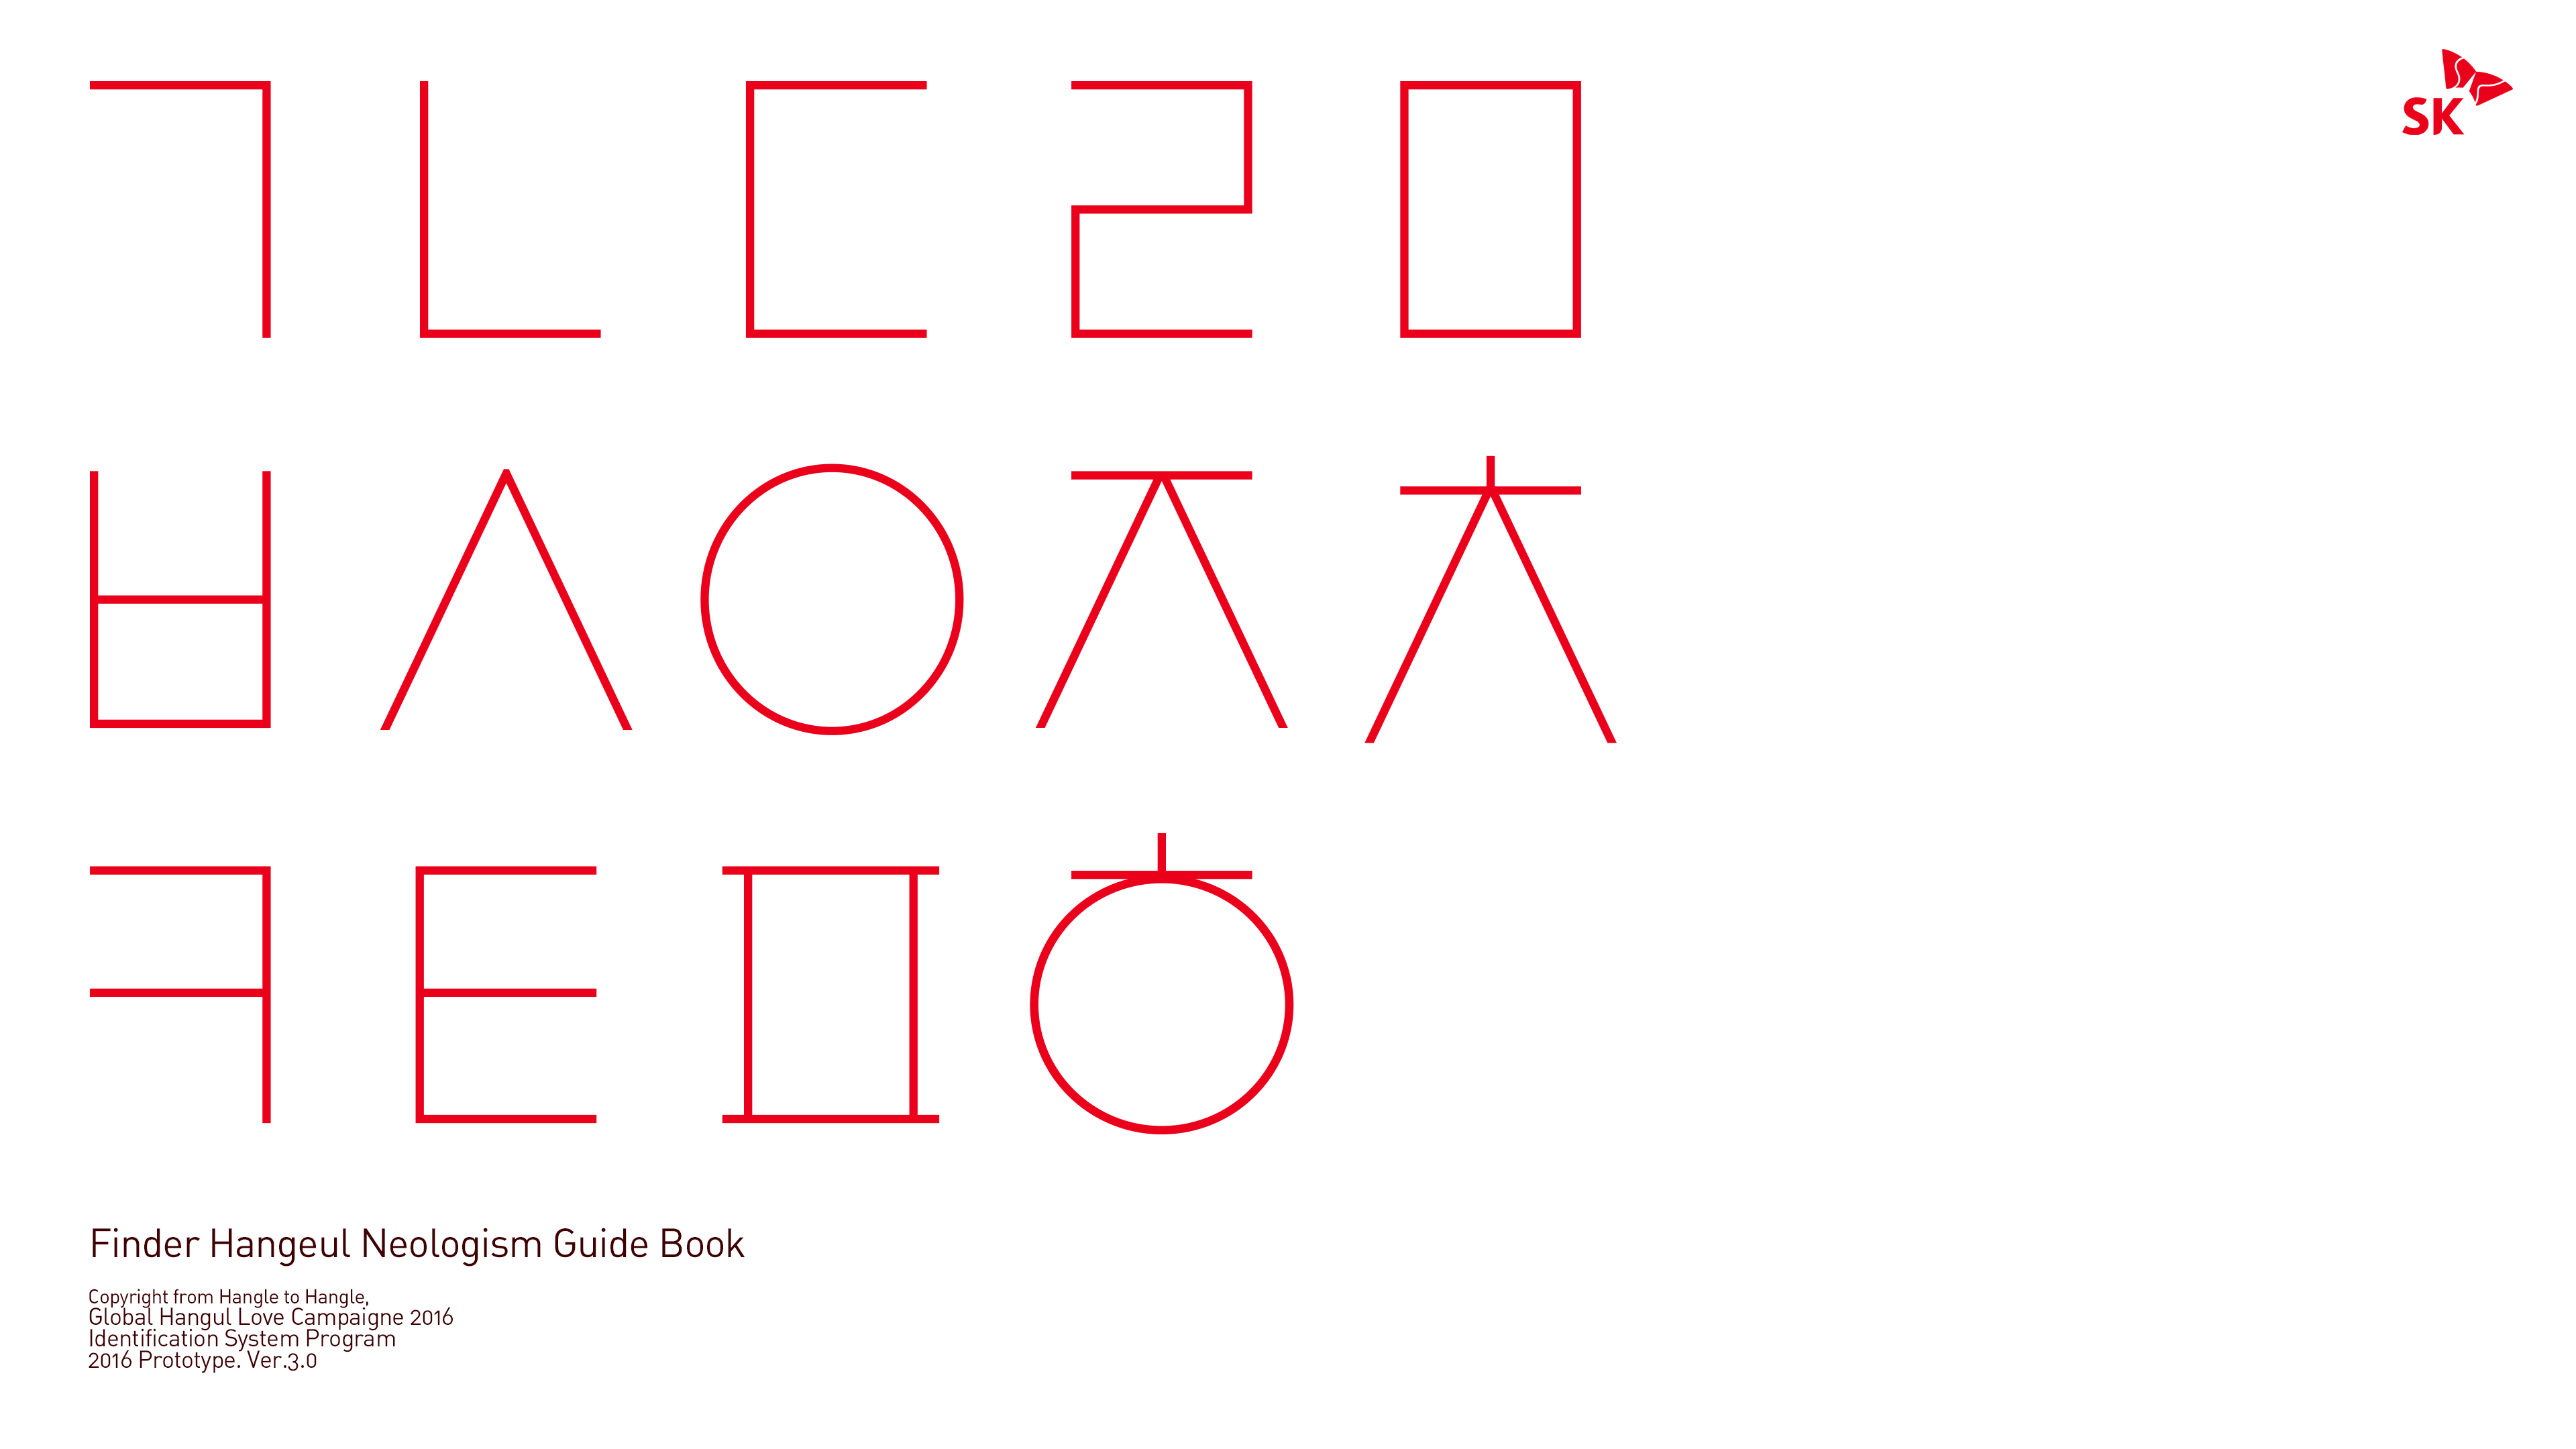 ㄱㄴㄷㄹㅁ
SK
ㅂㅅㅇㅈㅊ
ㅋㅌㅍㅎ
Finder Hangeul Neologism Guide Book
Copyright from Hangle to Hangle,
Global Hangul Love Campaigne 2016
Identification System Program
2016 Prototype. Ver.3.0